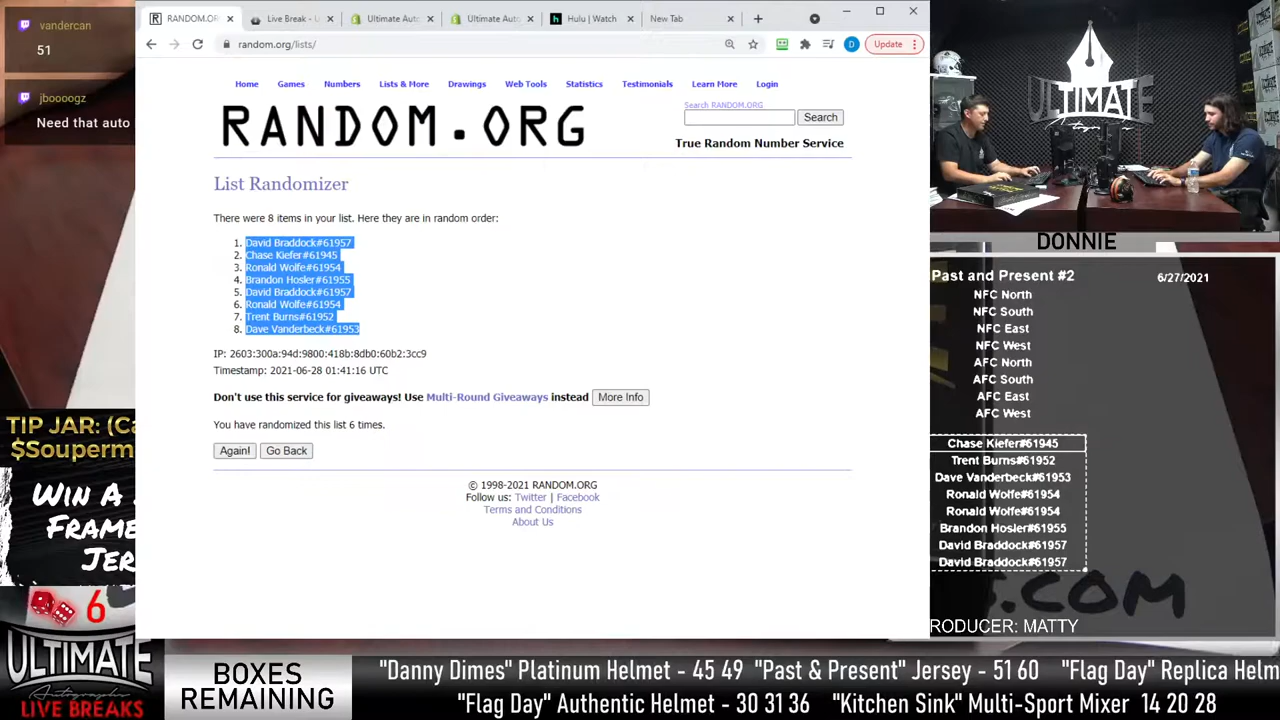 vandercan
51
jboooogz
Need that auto
RANDOM.OR
Live Break - U
Ultimate Auto
Ultimate Auto
Hulu | Watch
New Tab
random.org/lists/
Update
Home Games Numbers Lists & More Drawings Web Tools Statistics Testimonials Learn More Login
RANDOM.ORG
Search RANDOM.ORG
Search
True Random Number Service
List Randomizer
There were 8 items in your list. Here they are in random order:
1. David Braddock#61957
2. Chase Kiefer#61945
3. Ronald Wolfe#61954
4. Brandon Hosler#61955
5. David Braddock#61957
6. Ronald Wolfe#61954
7. Trent Burns#61952
8. Dave Vanderbeck#61953
IP: 2603:300a:94d:9800:418b:8db0:60b2:3cc9
Timestamp: 2021-06-28 01:41:16 UTC
Don't use this service for giveaways! Use Multi-Round Giveaways instead More Info
You have randomized this list 6 times.
Again! Go Back
© 1998-2021 RANDOM.ORG
Follow us: Twitter | Facebook
Terms and Conditions
About Us
ULTIMAT
DONNIE
Past and Present #2 6/27/2021
NFC North
NFC South
NFC East
NFC West
AFC North
AFC South
AFC East
AFC West
Chase Kiefer#61945
Trent Burns#61952
Dave Vanderbeck#61953
Ronald Wolfe#61954
Ronald Wolfe#61954
Brandon Hosler#61955
David Braddock#61957
David Braddock#61957
S.COM
RODUCER: MATTY
TIP JAR: (Ca
$Souperm
WIN A
FRAME
JER
6
ULTIMATE
Autographs
LIVE BREAKS
BOXES
REMAINING
"Danny Dimes" Platinum Helmet - 45 49 "Past & Present" Jersey - 51 60 "Flag Day" Replica Helm
"Flag Day" Authentic Helmet - 30 31 36 "Kitchen Sink" Multi-Sport Mixer 14 20 28